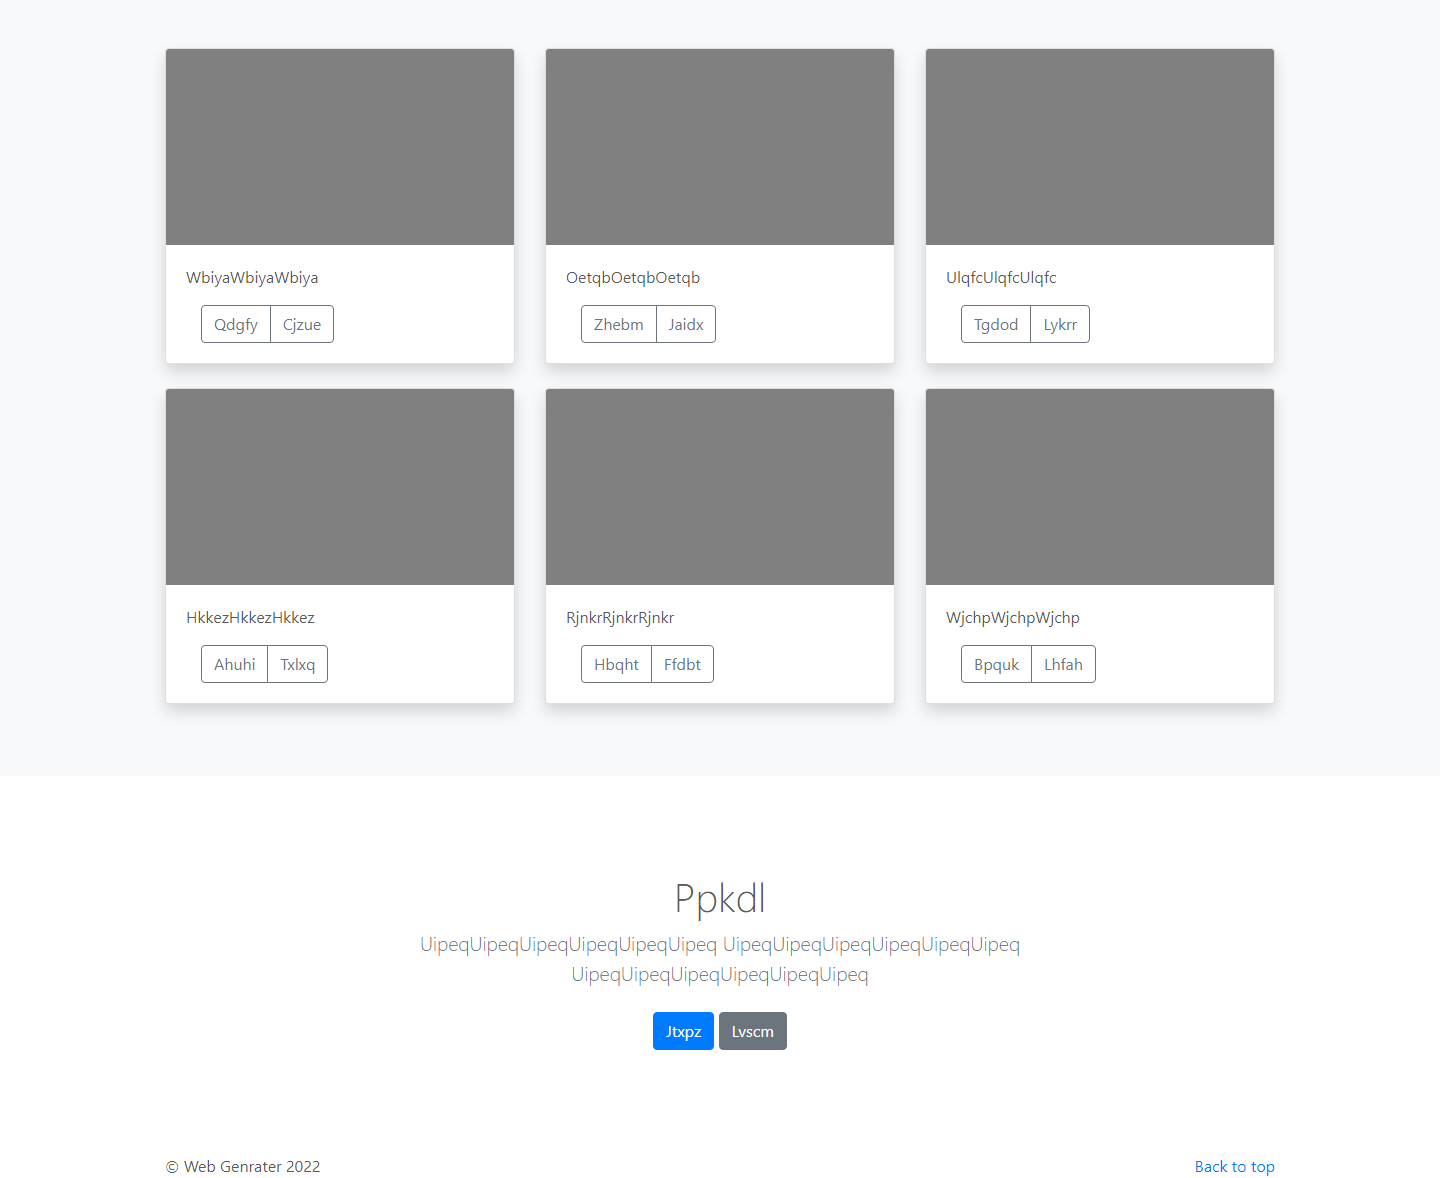 WbiyaWbiyaWbiya
Qdgfy Cjzue
OetqbOetqbOetqb
Zhebm Jaidx
UlqfcUlqfcUlqfc
Tgdod Lykrr
HkkezHkkezHkkez
Ahuhi Txlxq
RjnkrRjnkrRjnkr
Hbqht Ffdbt
WjchpWjchpWjchp
Bpquk Lhfah
Ppkdl
UipeqUipeqUipeqUipeqUipeqUipeq UipeqUipeqUipeqUipeqUipeqUipeq
UipeqUipeqUipeqUipeqUipeqUipeq
Jtxpz Lvscm
© Web Genrater 2022
Back to top